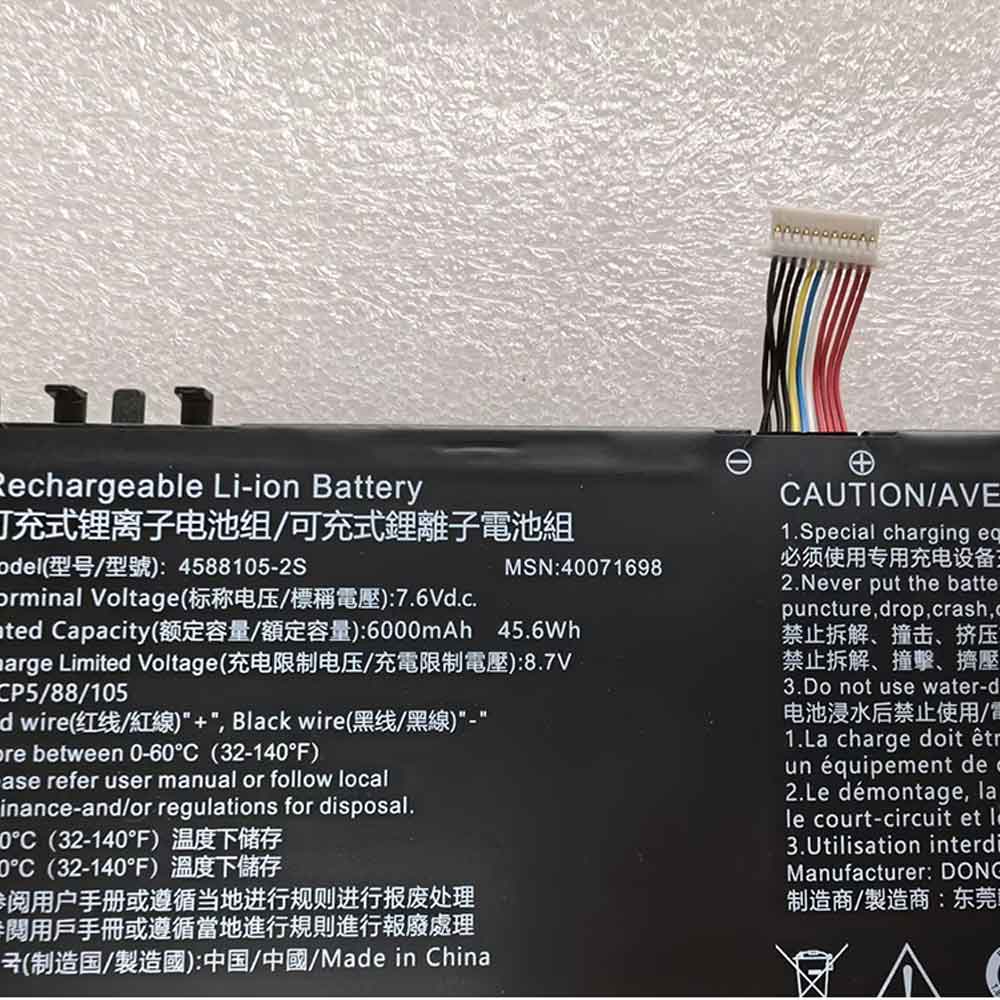 Rechargeable Li-ion Battery
可充式锂离子电池组/可充式鋰離子電池組
odel(型号/型號): 4588105-2S MSN:40071698
orminal Voltage(标称电压/標稱電壓):7.6Vd.c.
ated Capacity(额定容量/額定容量):6000mAh 45.6Wh
harge Limited Voltage(充电限制电压/充電限制電壓):8.7V
CP5/88/105
d wire(红线/紅線)"+", Black wire(黑线/黑線)"-"
ore between 0-60°C (32-140°F)
ease refer user manual or follow local
inance-and/or regulations for disposal.
0°C (32-140°F) 温度下储存
0°C (32-140°F) 溫度下儲存
参阅用户手册或遵循当地进行规则进行报废处理
參閱用戶手冊或遵循當地進行規則進行報廢處理
(制造国/製造國):中国/中國/Made in China
⊖ ⊕
CAUTION/AVE
1.Special charging eq
必须使用专用充电设备
2.Never put the batte
puncture,drop,crash,
禁止拆解、撞击、挤压
禁止拆解、撞擊、擠壓
3.Do not use water-d
电池浸水后禁止使用/
1.La charge doit êtr
un équipement de
2.Le démontage, la
le court-circuit et l
3.Utilisation interdi
Manufacturer: DONG
制造商/製造商：东莞